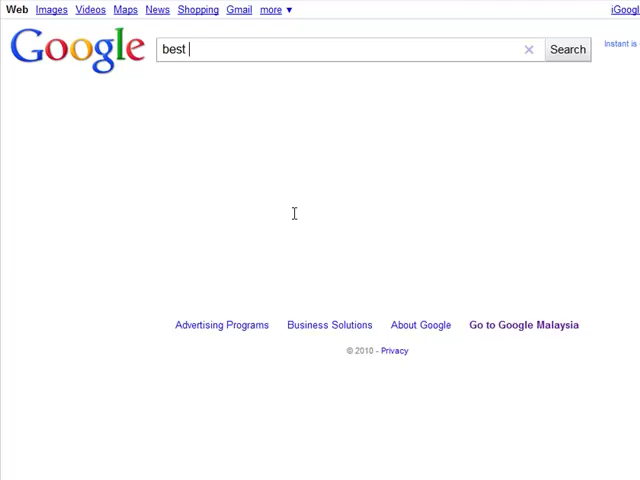 Web Images Videos Maps News Shopping Gmail more ▼ iGoogl
Google best Search Instant is
Advertising Programs Business Solutions About Google Go to Google Malaysia
© 2010 - Privacy